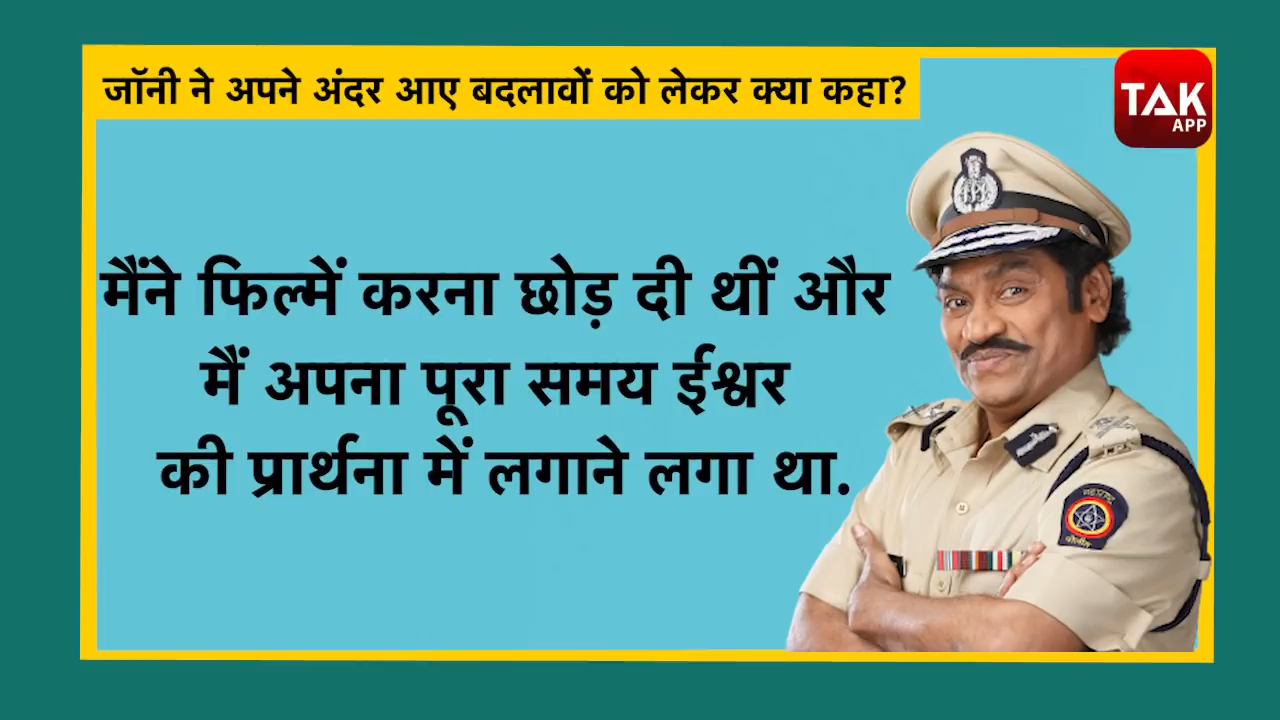 जॉनी ने अपने अंदर आए बदलावों को लेकर क्या कहा?
TAK
APP
मैंने फिल्में करना छोड़ दी थीं और
मैं अपना पूरा समय ईश्वर
की प्रार्थना में लगाने लगा था.